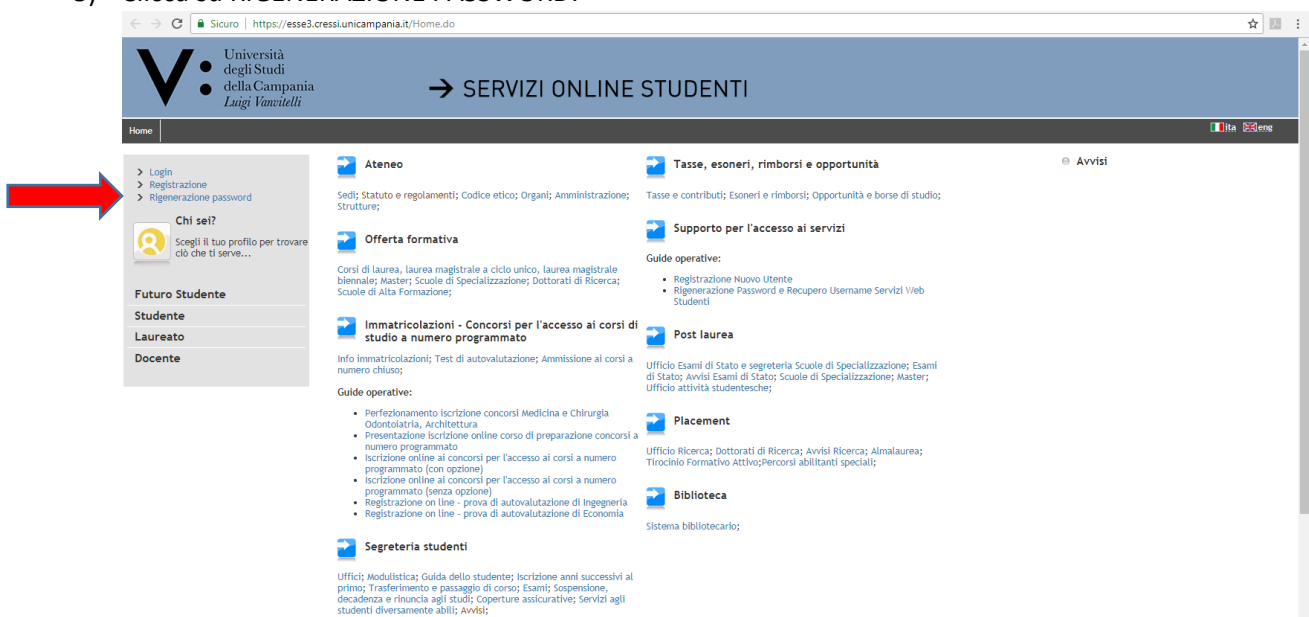 Sicuro | https://esse3.cressi.unicampania.it/Home.do
Università
degli Studi
della Campania
Luigi Vanvitelli
→ SERVIZI ONLINE STUDENTI
Home
ita eng
> Login
> Registrazione
> Rigenerazione password
Chi sei?
Scegli il tuo profilo per trovare
ciò che ti serve...
Futuro Studente
Studente
Laureato
Docente
Ateneo
Sedi; Statuto e regolamenti; Codice etico; Organi; Amministrazione;
Strutture;
Offerta formativa
Corsi di laurea, laurea magistrale a ciclo unico, laurea magistrale
biennale; Master; Scuole di Specializzazione; Dottorati di Ricerca;
Scuole di Alta Formazione;
Immatricolazioni - Concorsi per l'accesso ai corsi di
studio a numero programmato
Info immatricolazioni; Test di autovalutazione; Ammissione ai corsi a
numero chiuso;
Guide operative:
• Perfezionamento iscrizione concorsi Medicina e Chirurgia
Odontoiatria, Architettura
• Presentazione iscrizione online corso di preparazione concorsi a
numero programmato
• Iscrizione online ai concorsi per l'accesso ai corsi a numero
programmato (con opzione)
• Iscrizione online ai concorsi per l'accesso ai corsi a numero
programmato (senza opzione)
• Registrazione on line - prova di autovalutazione di Ingegneria
• Registrazione on line - prova di autovalutazione di Economia
Segreteria studenti
Uffici; Modulistica; Guida dello studente; Iscrizione anni successivi al
primo; Trasferimento e passaggio di corso; Esami; Sospensione,
decadenza e rinuncia agli studi; Coperture assicurative; Servizi agli
studenti diversamente abili; Avvisi;
Tasse, esoneri, rimborsi e opportunità
Tasse e contributi; Esoneri e rimborsi; Opportunità e borse di studio;
Supporto per l'accesso ai servizi
Guide operative:
• Registrazione Nuovo Utente
• Rigenerazione Password e Recupero Username Servizi Web
Studenti
Post laurea
Ufficio Esami di Stato e segreteria Scuole di Specializzazione; Esami
di Stato; Avvisi Esami di Stato; Scuole di Specializzazione; Master;
Ufficio attività studentesche;
Placement
Ufficio Ricerca; Dottorati di Ricerca; Avvisi Ricerca; Almalaurea;
Tirocinio Formativo Attivo;Percorsi abilitanti speciali;
Biblioteca
Sistema bibliotecario;
Avvisi